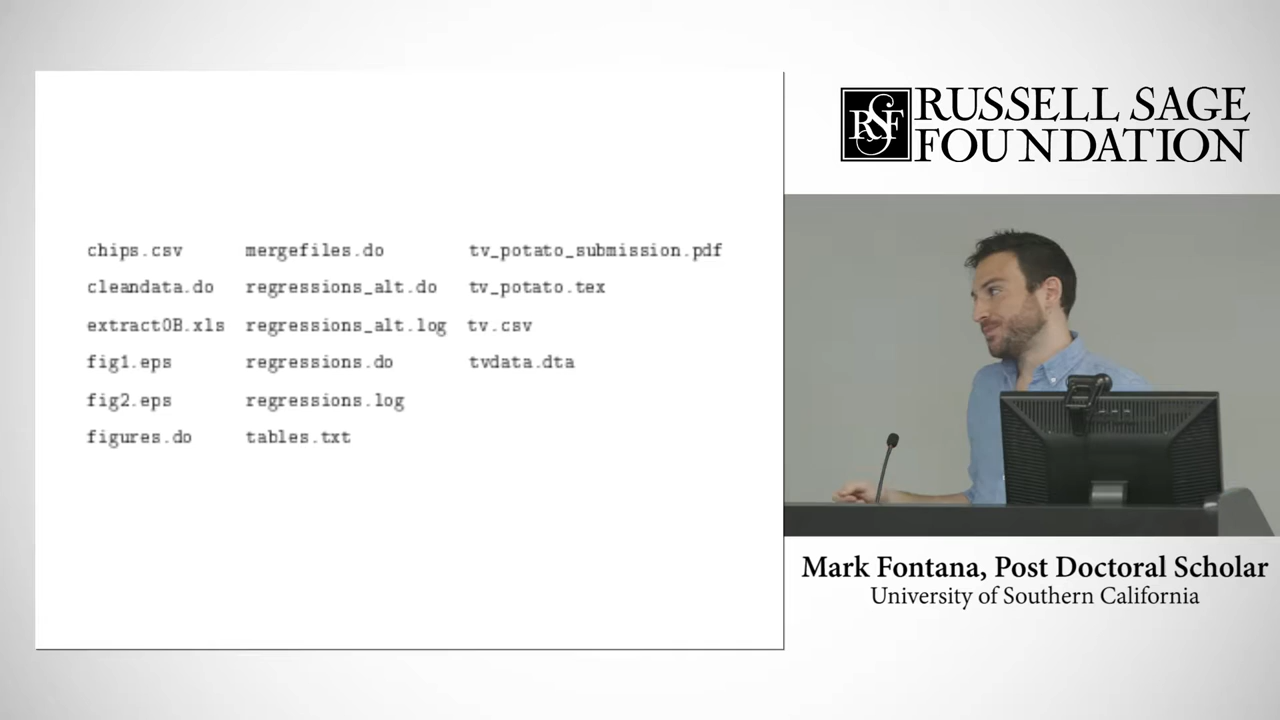 chips.csv mergefiles.do tv_potato_submission.pdf
cleandata.do regressions_alt.do tv_potato.tex
extract0B.xls regressions_alt.log tv.csv
fig1.eps regressions.do tvdata.dta
fig2.eps regressions.log
figures.do tables.txt
RSF
RUSSELL SAGE
FOUNDATION
Mark Fontana, Post Doctoral Scholar
University of Southern California